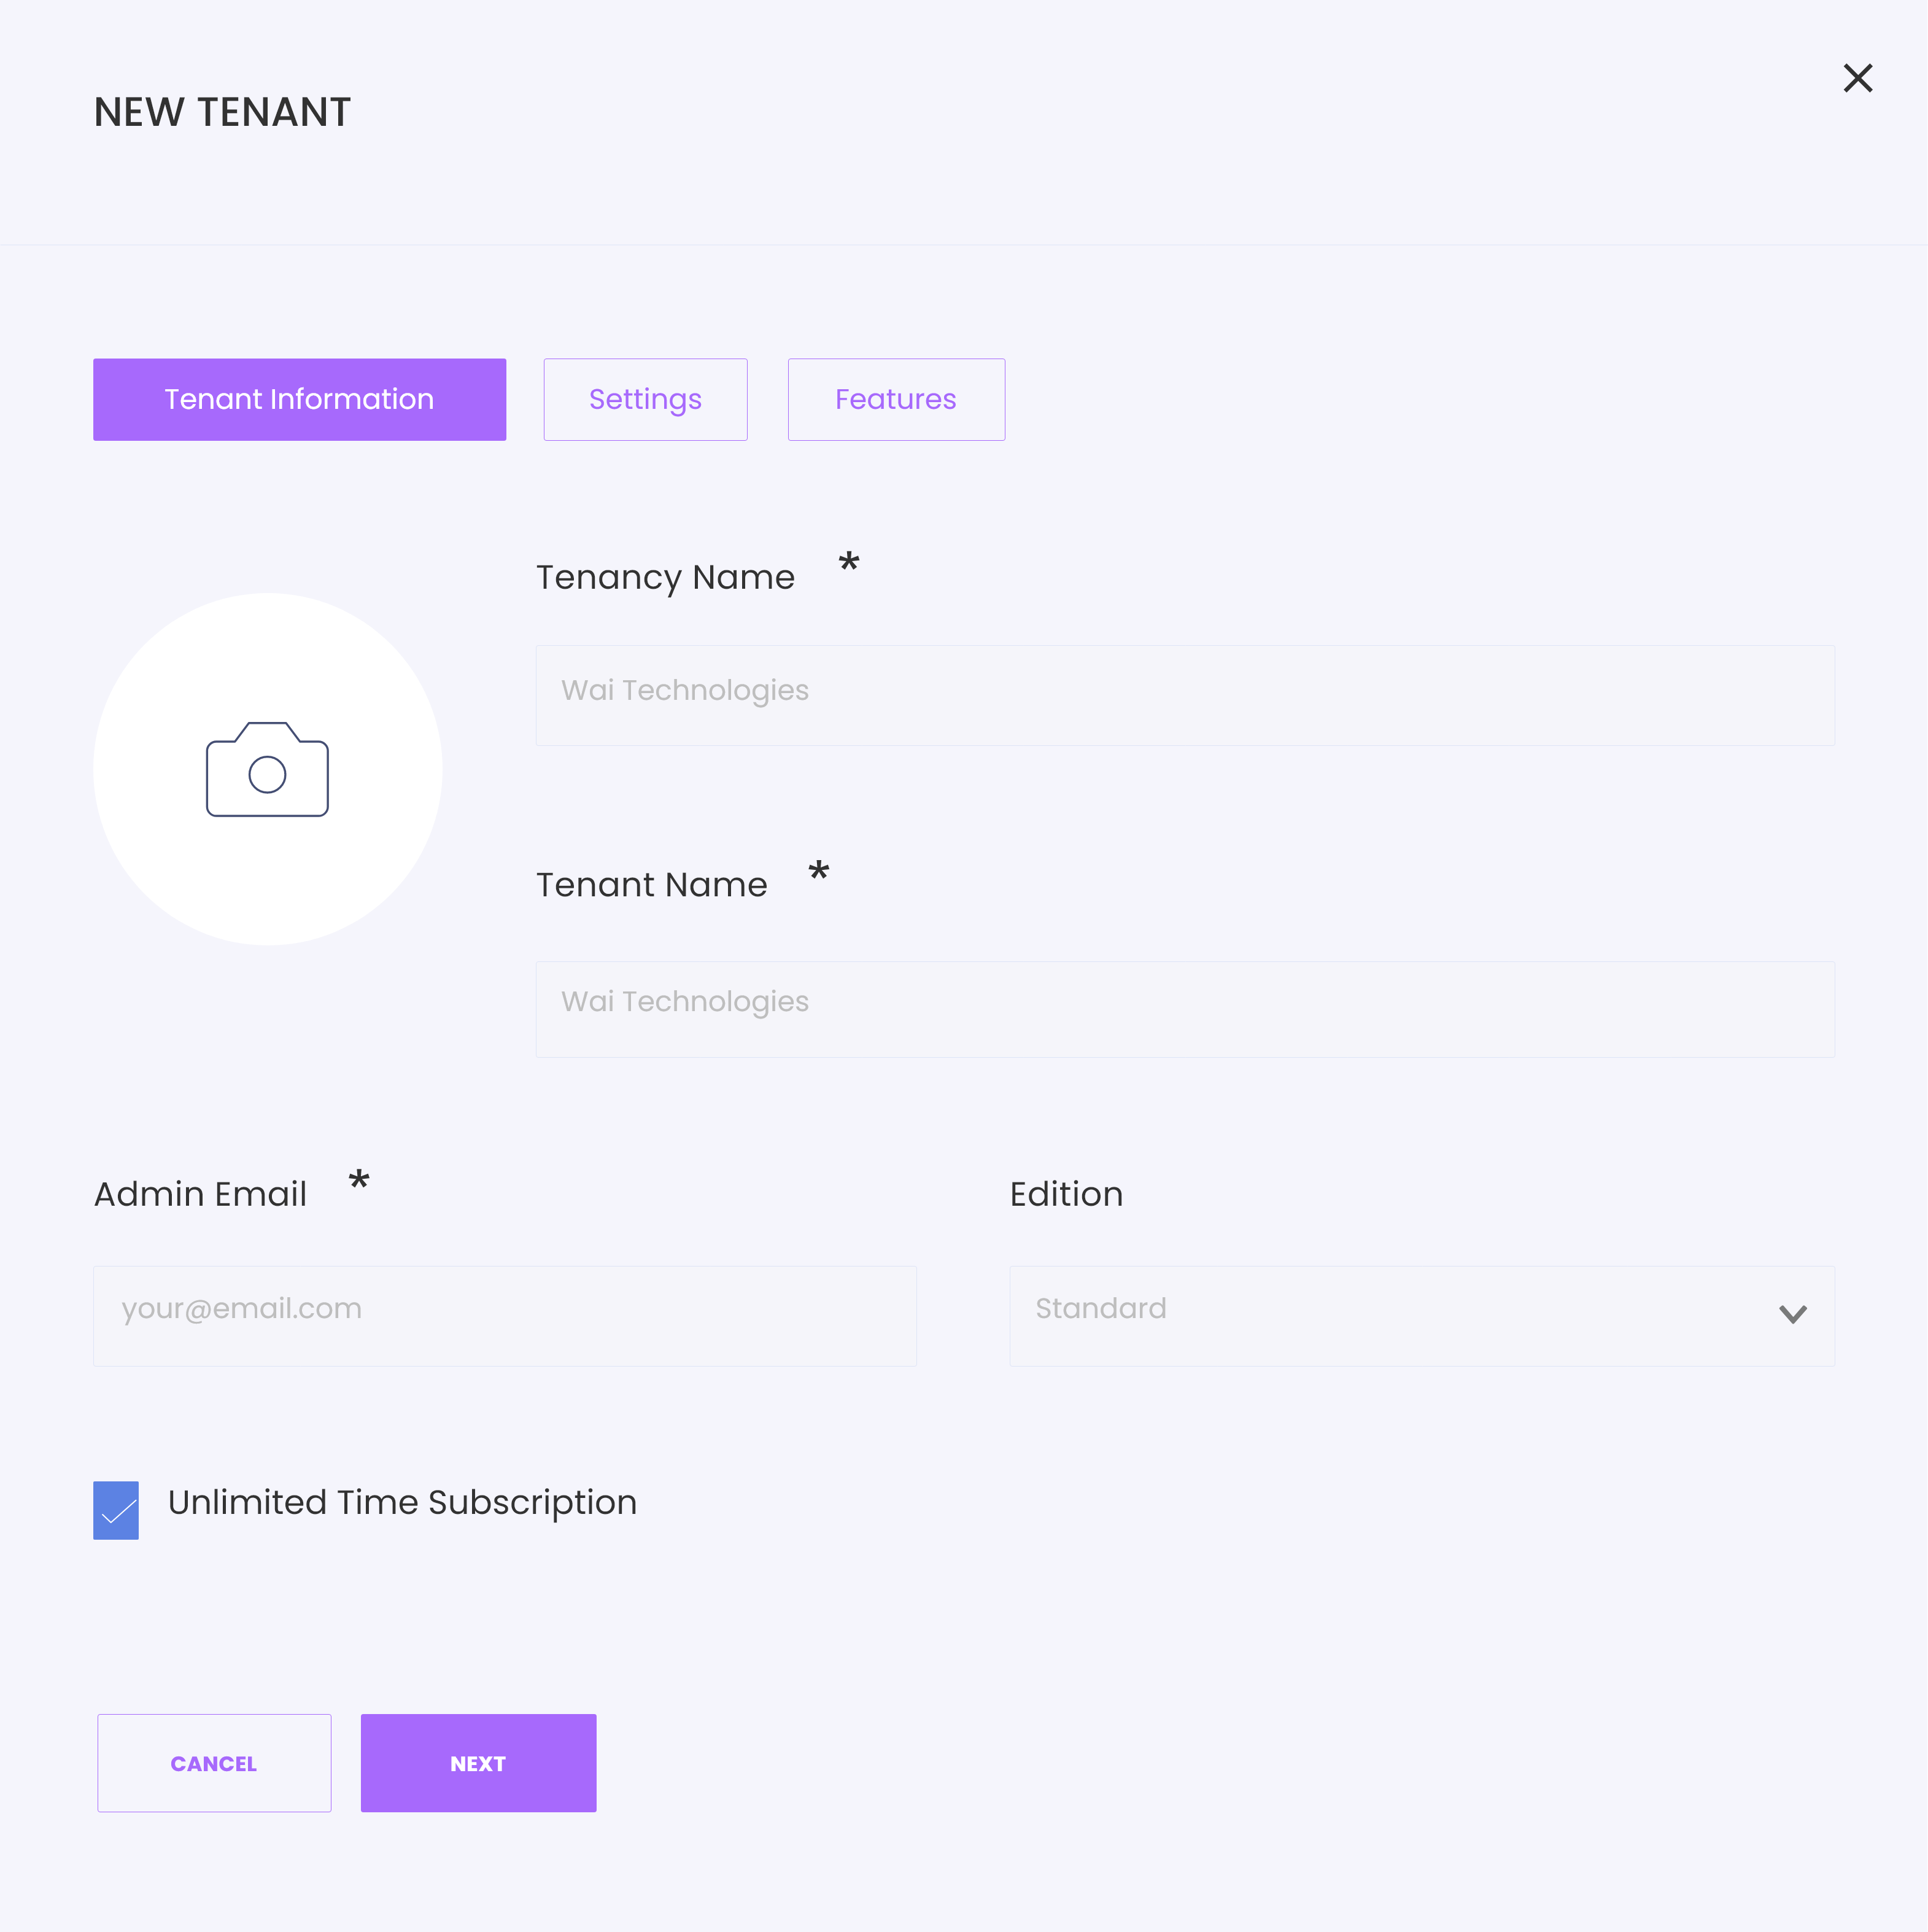 NEW TENANT
Tenant Information Settings Features
Tenancy Name *
Wai Technologies
Tenant Name *
Wai Technologies
Admin Email * Edition
your@email.com Standard
Unlimited Time Subscription
CANCEL NEXT